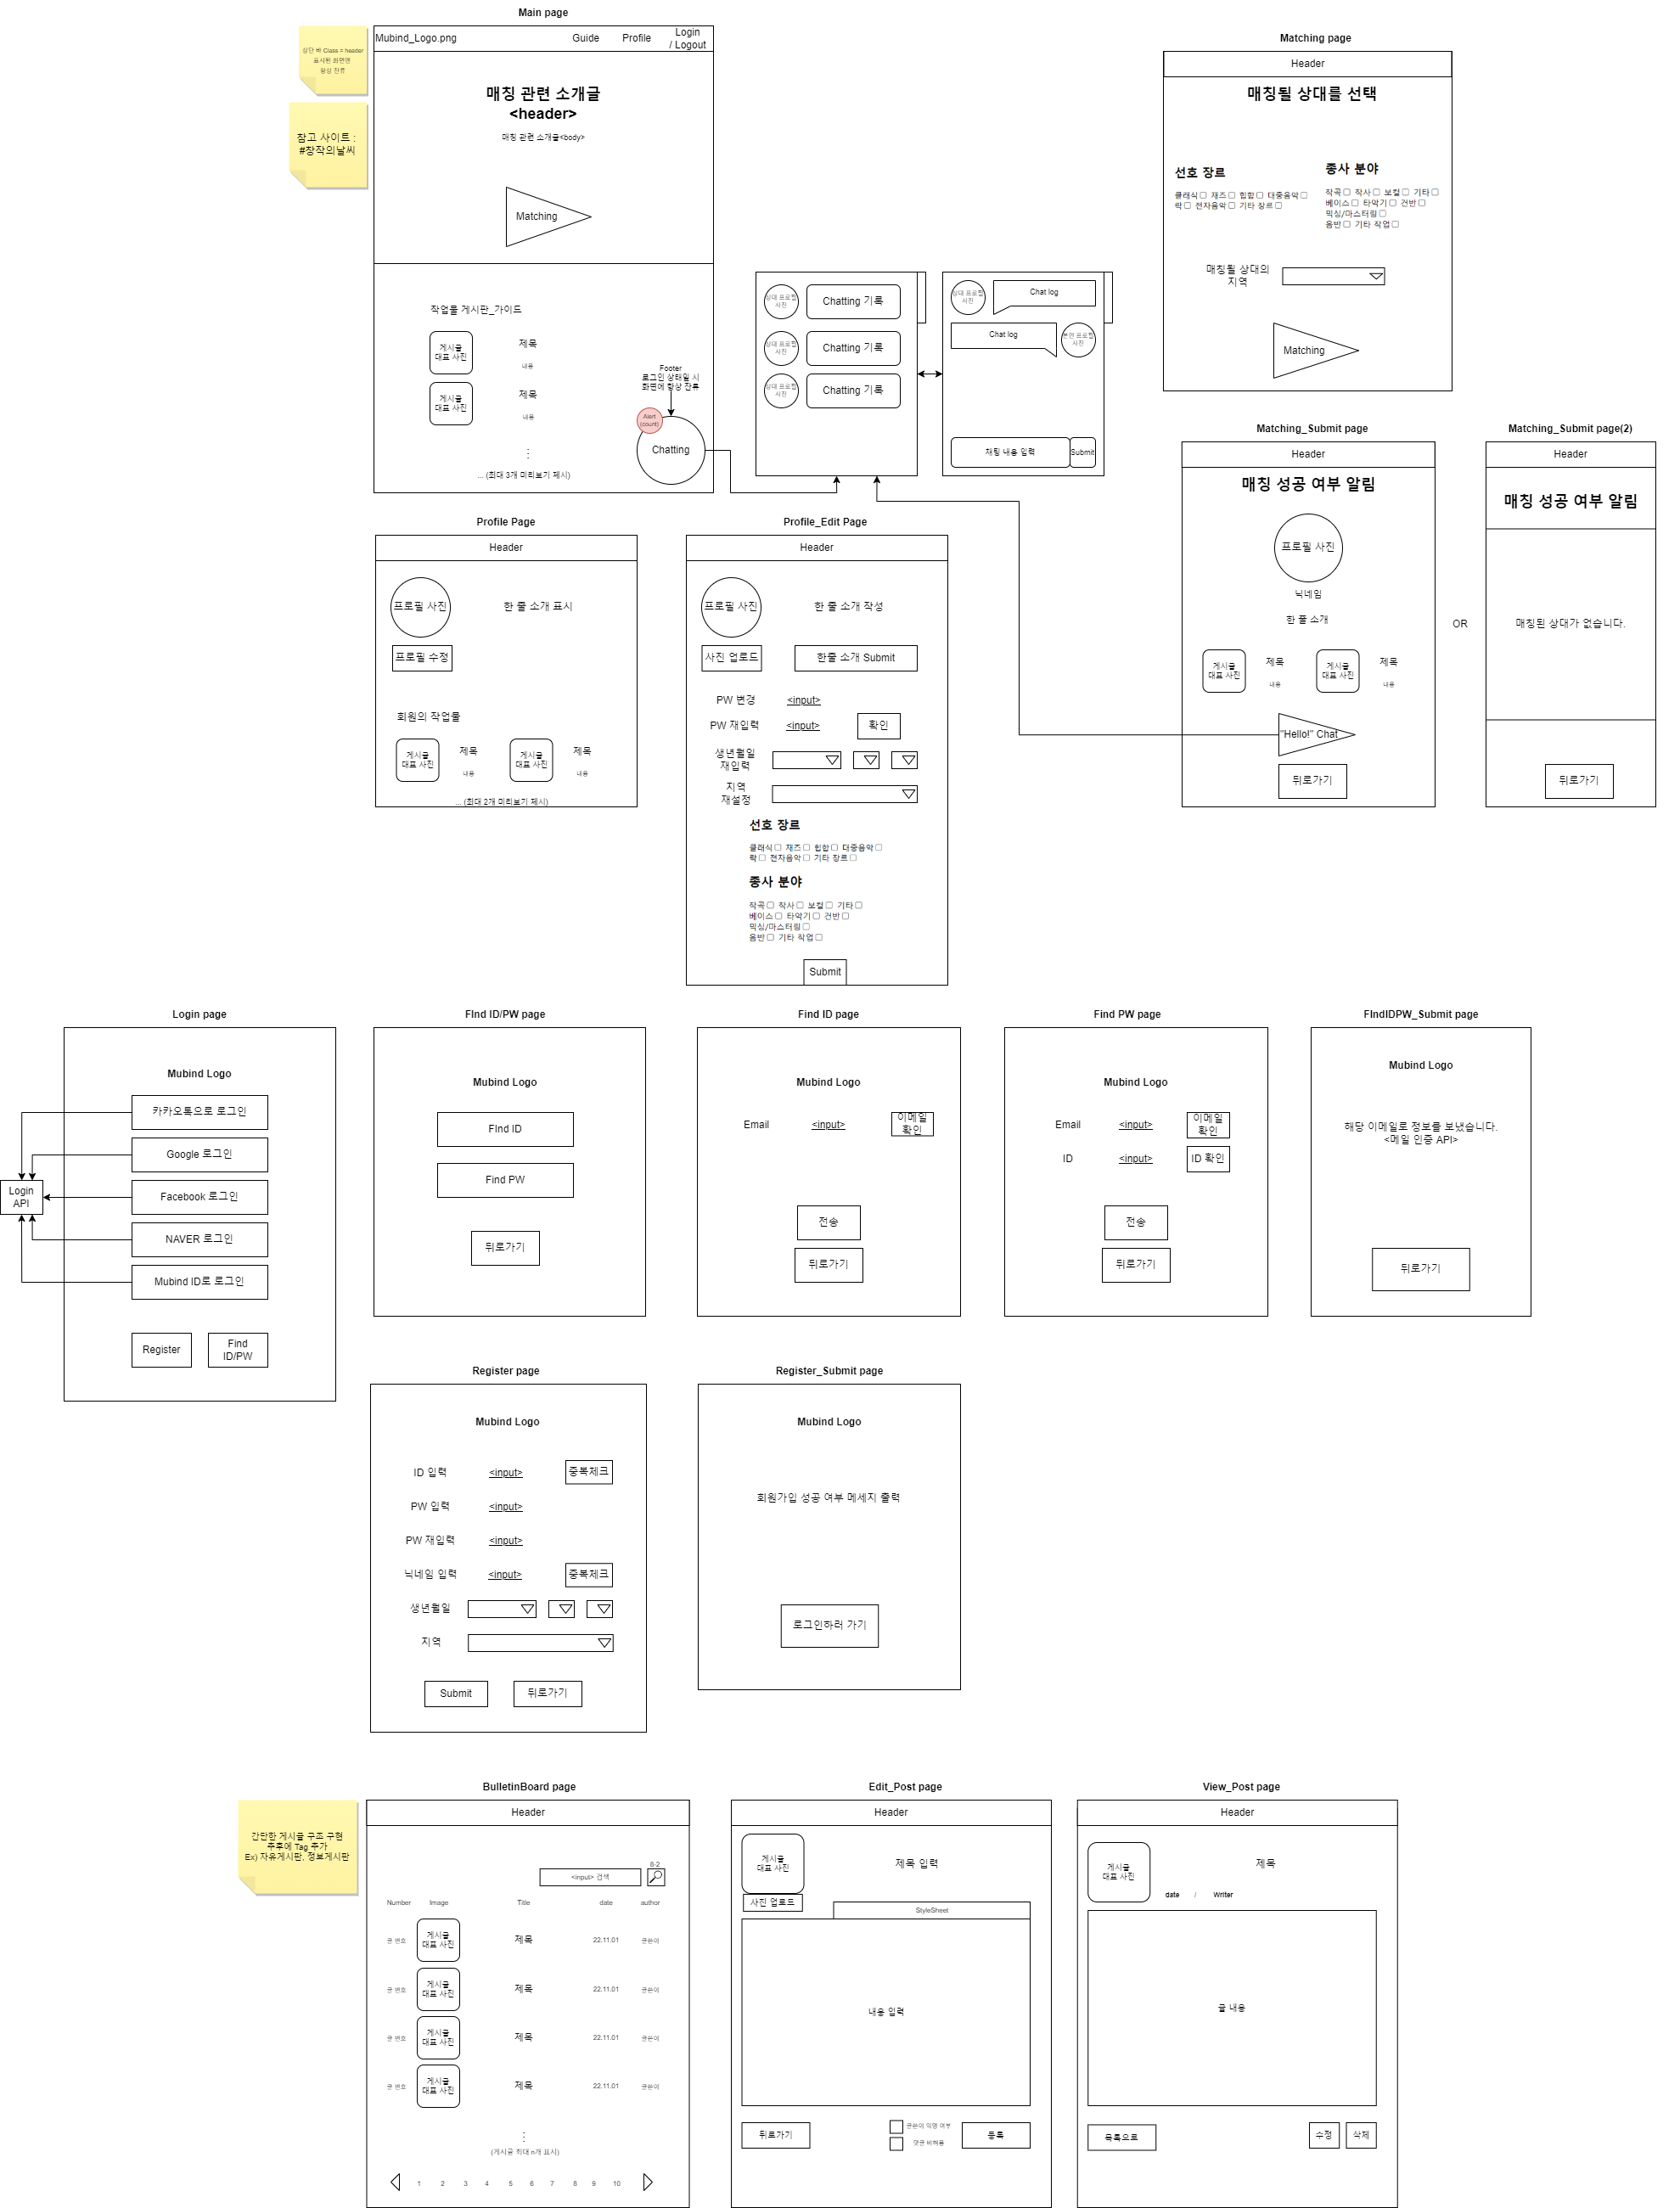 Main page
상단 바 Class = header
표시된 화면엔
항상 잔류
참고 사이트 :
#창작의날씨
Mubind_Logo.png
Guide
Profile
Login
/ Logout
매칭 관련 소개글
<header>
매칭 관련 소개글<body>
Matching
작업물 게시판_가이드
게시글
대표 사진
제목
내용
게시글
대표 사진
제목
내용
⋮
... (최대 3개 미리보기 제시)
Footer
로그인 상태일 시
화면에 항상 잔류
Alert
(count)
Chatting
상대 프로필
사진
Chatting 기록
상대 프로필
사진
Chatting 기록
상대 프로필
사진
Chatting 기록
상대 프로필
사진
Chat log
Chat log
본인 프로필
사진
채팅 내용 입력
Submit
Matching page
Header
매칭될 상대를 선택
선호 장르
클래식 재즈 힙합 대중음악
락 전자음악 기타 장르
종사 분야
작곡 작사 보컬 기타
베이스 타악기 건반
믹싱/마스터링
음반 기타 작업
매칭될 상대의
지역
Matching
Matching_Submit page
Header
매칭 성공 여부 알림
프로필 사진
닉네임
한 줄 소개
게시글
대표 사진
제목
내용
게시글
대표 사진
제목
내용
"Hello!" Chat
뒤로가기
OR
Matching_Submit page(2)
Header
매칭 성공 여부 알림
매칭된 상대가 없습니다.
뒤로가기
Profile Page
Header
프로필 사진
한 줄 소개 표시
프로필 수정
회원의 작업물
게시글
대표 사진
제목
내용
게시글
대표 사진
제목
내용
... (최대 2개 미리보기 제시)
Profile_Edit Page
Header
프로필 사진
한 줄 소개 작성
사진 업로드
한줄 소개 Submit
PW 변경
<input>
PW 재입력
<input>
확인
생년월일
재입력
지역
재설정
선호 장르
클래식 재즈 힙합 대중음악
락 전자음악 기타 장르
종사 분야
작곡 작사 보컬 기타
베이스 타악기 건반
믹싱/마스터링
음반 기타 작업
Submit
Login page
Mubind Logo
카카오톡으로 로그인
Google 로그인
Facebook 로그인
NAVER 로그인
Mubind ID로 로그인
Login
API
Register
Find
ID/PW
FInd ID/PW page
Mubind Logo
FInd ID
Find PW
뒤로가기
Find ID page
Mubind Logo
Email
<input>
이메일
확인
전송
뒤로가기
Find PW page
Mubind Logo
Email
<input>
이메일
확인
ID
<input>
ID 확인
전송
뒤로가기
FIndIDPW_Submit page
Mubind Logo
해당 이메일로 정보를 보냈습니다.
<메일 인증 API>
뒤로가기
Register page
Mubind Logo
ID 입력
<input>
중복체크
PW 입력
<input>
PW 재입력
<input>
닉네임 입력
<input>
중복체크
생년월일
지역
Submit
뒤로가기
Register_Submit page
Mubind Logo
회원가입 성공 여부 메세지 출력
로그인하러 가기
간단한 게시글 구조 구현
추후에 Tag 추가
Ex) 자유게시판, 정보게시판
BulletinBoard page
Header
8-2
<input> 검색
Number
Image
Title
date
author
글 번호
게시글
대표 사진
제목
22.11.01
글쓴이
글 번호
게시글
대표 사진
제목
22.11.01
글쓴이
글 번호
게시글
대표 사진
제목
22.11.01
글쓴이
글 번호
게시글
대표 사진
제목
22.11.01
글쓴이
⋮
(게시글 최대 n개 표시)
1 2 3 4 5 6 7 8 9 10
Edit_Post page
Header
게시글
대표 사진
제목 입력
사진 업로드
StyleSheet
내용 입력
뒤로가기
글쓴이 익명 여부
댓글 비허용
등록
View_Post page
Header
게시글
대표 사진
제목
date / Writer
글 내용
목록으로
수정
삭제